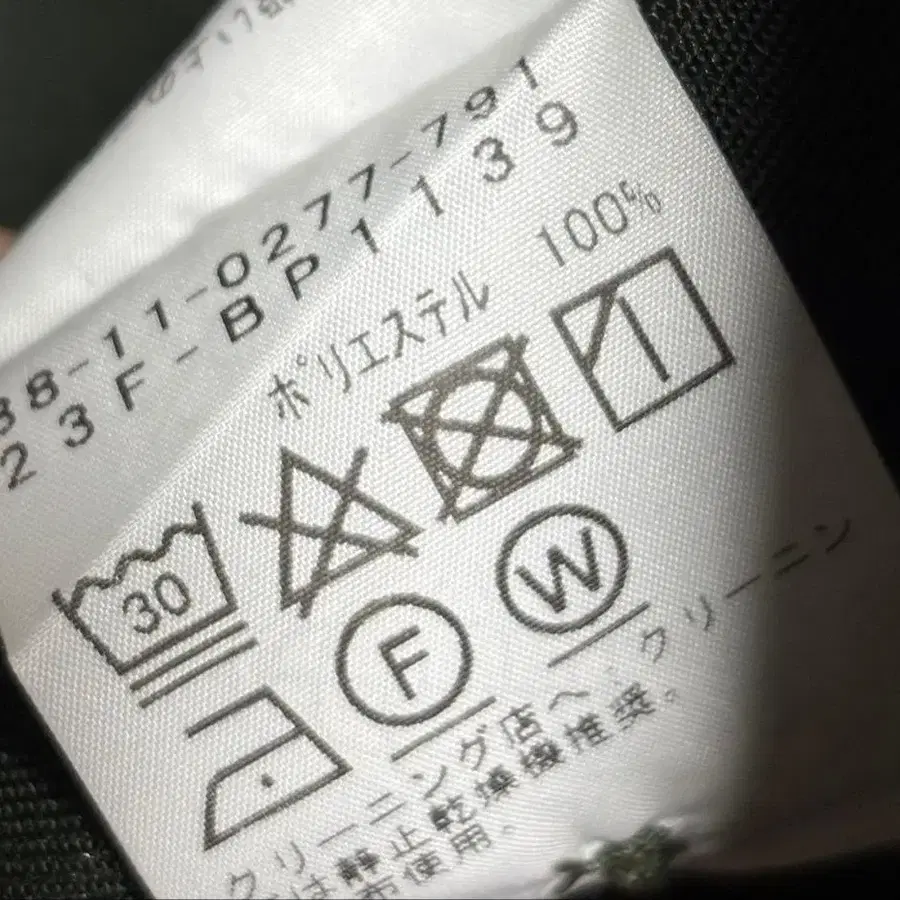 38-11-0277-791
23F-BP1139
ポリエステル 100%
30
F
W
クリーニング店へ:クリーニン
は静止乾燥機推奨。
布使用。